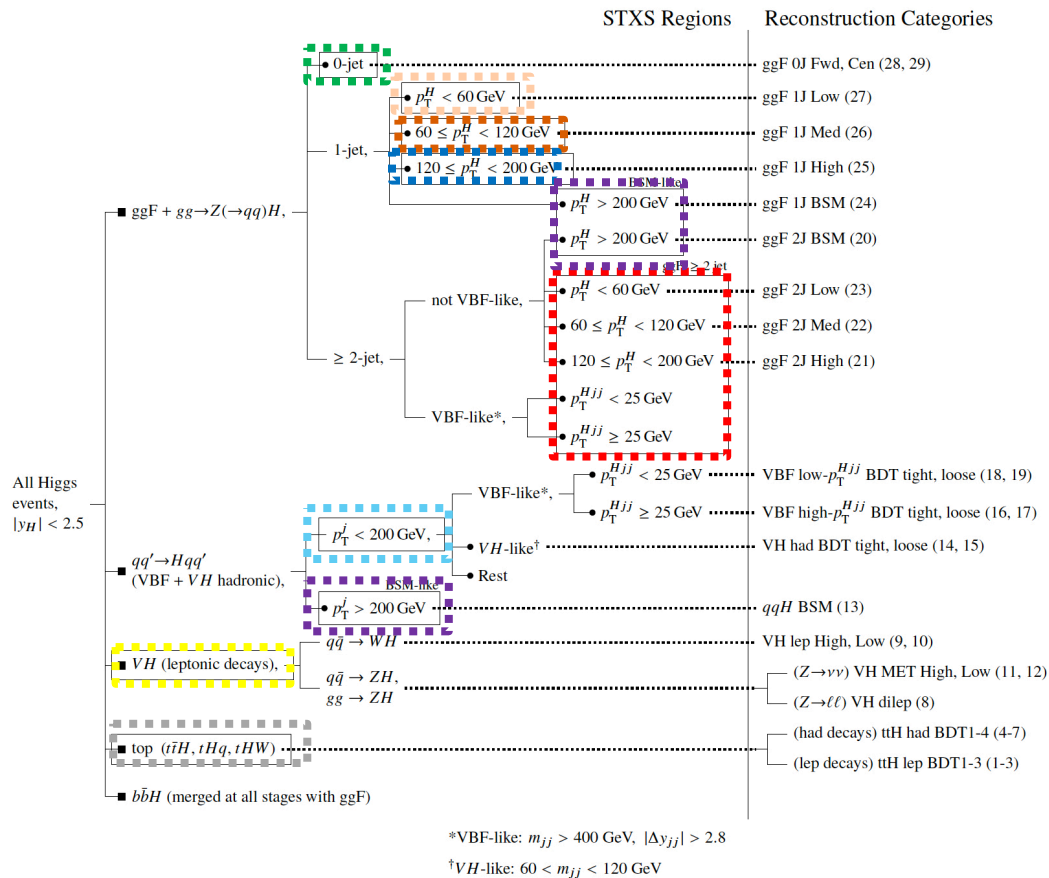 STXS Regions Reconstruction Categories
0-jet ggF 0J Fwd, Cen (28, 29)
p_T^H < 60 GeV ggF 1J Low (27)
1-jet, 60 ≤ p_T^H < 120 GeV ggF 1J Med (26)
120 ≤ p_T^H < 200 GeV ggF 1J High (25)
BSM-like
ggF + gg→Z(→qq)H, p_T^H > 200 GeV ggF 1J BSM (24)
p_T^H > 200 GeV ggF 2J BSM (20)
≥ 2 jet
not VBF-like, p_T^H < 60 GeV ggF 2J Low (23)
60 ≤ p_T^H < 120 GeV ggF 2J Med (22)
≥ 2-jet, 120 ≤ p_T^H < 200 GeV ggF 2J High (21)
p_T^{Hjj} < 25 GeV
VBF-like*,
p_T^{Hjj} ≥ 25 GeV
p_T^{Hjj} < 25 GeV VBF low-p_T^{Hjj} BDT tight, loose (18, 19)
All Higgs
events,
|y_H| < 2.5
VBF-like*,
p_T^{Hjj} ≥ 25 GeV VBF high-p_T^{Hjj} BDT tight, loose (16, 17)
p_T^j < 200 GeV,
VH-like† VH had BDT tight, loose (14, 15)
qq′→Hqq′
(VBF + VH hadronic),
Rest
BSM-like
p_T^j > 200 GeV qqH BSM (13)
qq̄ → WH VH lep High, Low (9, 10)
VH (leptonic decays),
qq̄ → ZH,
gg → ZH
(Z→νν) VH MET High, Low (11, 12)
(Z→ℓℓ) VH dilep (8)
top (tt̄H, tHq, tHW)
(had decays) ttH had BDT1-4 (4-7)
(lep decays) ttH lep BDT1-3 (1-3)
bb̄H (merged at all stages with ggF)
*VBF-like: m_jj > 400 GeV, |Δy_jj| > 2.8
†VH-like: 60 < m_jj < 120 GeV